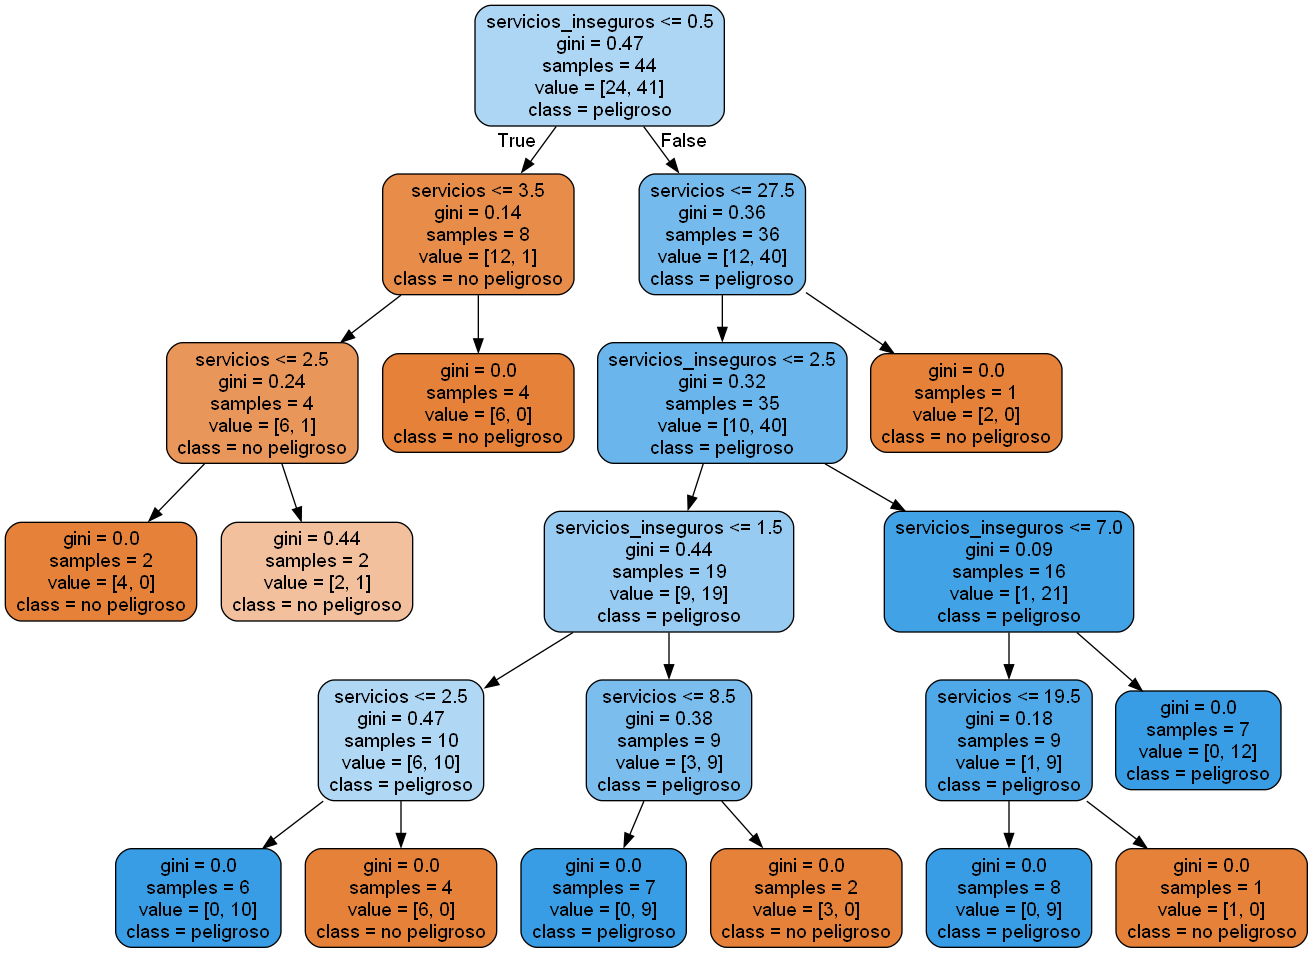 servicios_inseguros <= 0.5
gini = 0.47
samples = 44
value = [24, 41]
class = peligroso
True
False
servicios <= 3.5
gini = 0.14
samples = 8
value = [12, 1]
class = no peligroso
servicios <= 27.5
gini = 0.36
samples = 36
value = [12, 40]
class = peligroso
servicios <= 2.5
gini = 0.24
samples = 4
value = [6, 1]
class = no peligroso
gini = 0.0
samples = 4
value = [6, 0]
class = no peligroso
servicios_inseguros <= 2.5
gini = 0.32
samples = 35
value = [10, 40]
class = peligroso
gini = 0.0
samples = 1
value = [2, 0]
class = no peligroso
gini = 0.0
samples = 2
value = [4, 0]
class = no peligroso
gini = 0.44
samples = 2
value = [2, 1]
class = no peligroso
servicios_inseguros <= 1.5
gini = 0.44
samples = 19
value = [9, 19]
class = peligroso
servicios_inseguros <= 7.0
gini = 0.09
samples = 16
value = [1, 21]
class = peligroso
servicios <= 2.5
gini = 0.47
samples = 10
value = [6, 10]
class = peligroso
servicios <= 8.5
gini = 0.38
samples = 9
value = [3, 9]
class = peligroso
servicios <= 19.5
gini = 0.18
samples = 9
value = [1, 9]
class = peligroso
gini = 0.0
samples = 7
value = [0, 12]
class = peligroso
gini = 0.0
samples = 6
value = [0, 10]
class = peligroso
gini = 0.0
samples = 4
value = [6, 0]
class = no peligroso
gini = 0.0
samples = 7
value = [0, 9]
class = peligroso
gini = 0.0
samples = 2
value = [3, 0]
class = no peligroso
gini = 0.0
samples = 8
value = [0, 9]
class = peligroso
gini = 0.0
samples = 1
value = [1, 0]
class = no peligroso